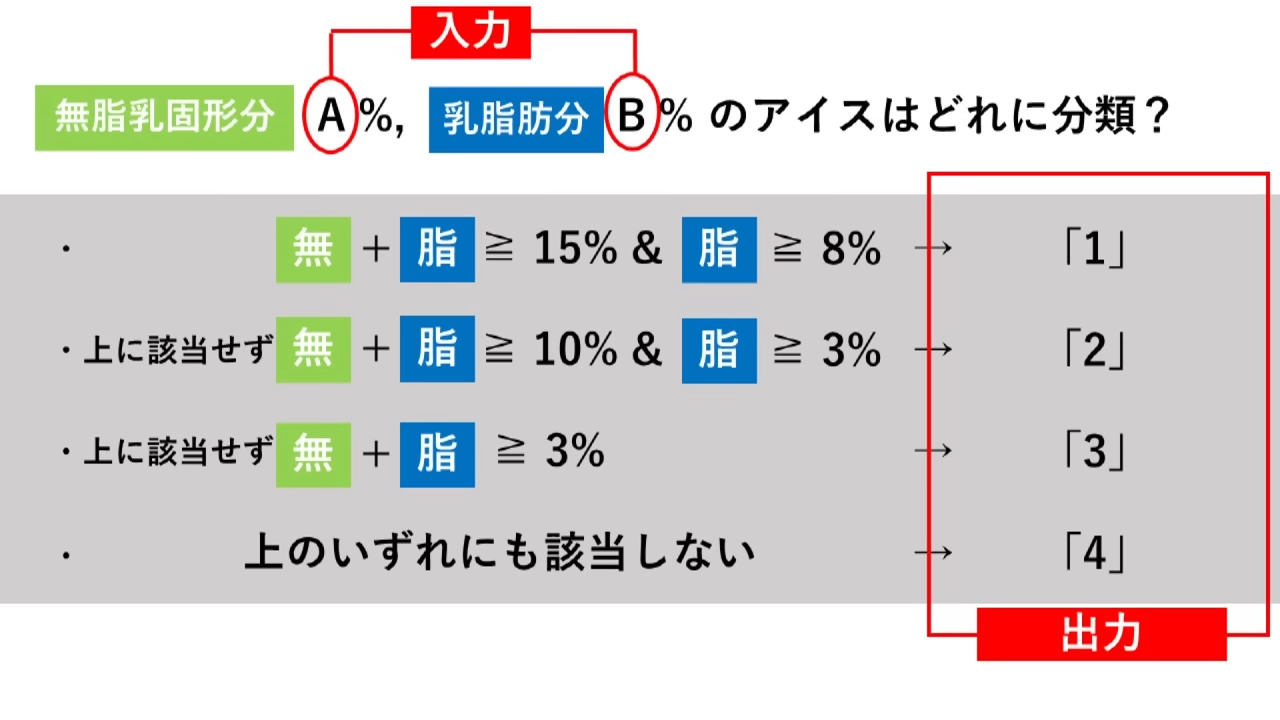 入力
無脂乳固形分 A%, 乳脂肪分 B% のアイスはどれに分類？
・ 無 + 脂 ≧ 15% & 脂 ≧ 8% → 「1」
・上に該当せず 無 + 脂 ≧ 10% & 脂 ≧ 3% → 「2」
・上に該当せず 無 + 脂 ≧ 3% → 「3」
・ 上のいずれにも該当しない → 「4」
出力